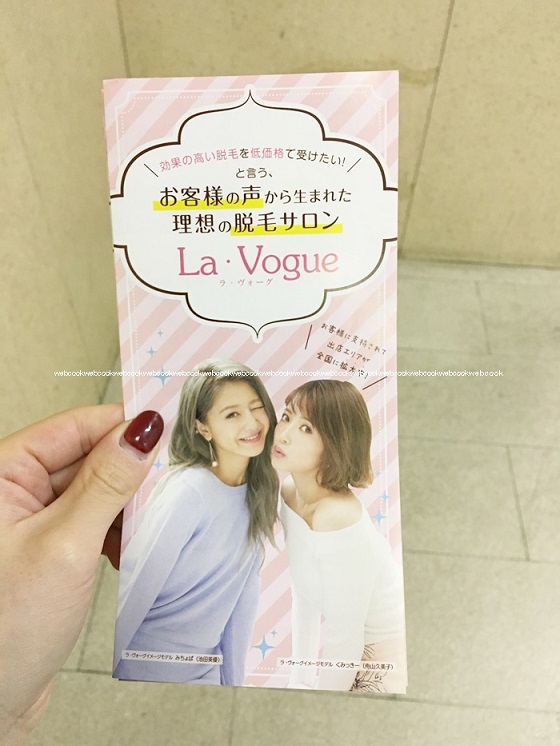 効果の高い脱毛を低価格で受けたい!
と言う、
お客様の声から生まれた
理想の脱毛サロン
La・Vogue
ラ・ヴォーグ
お客様に支持されて
出店エリアが
全国に拡大中!
webookwebookwebookwebookwebookwebookwebookwebook
ラ・ヴォーグイメージモデル みちょぱ(池田美優)
ラ・ヴォーグイメージモデル くみっきー(舟山久美子)